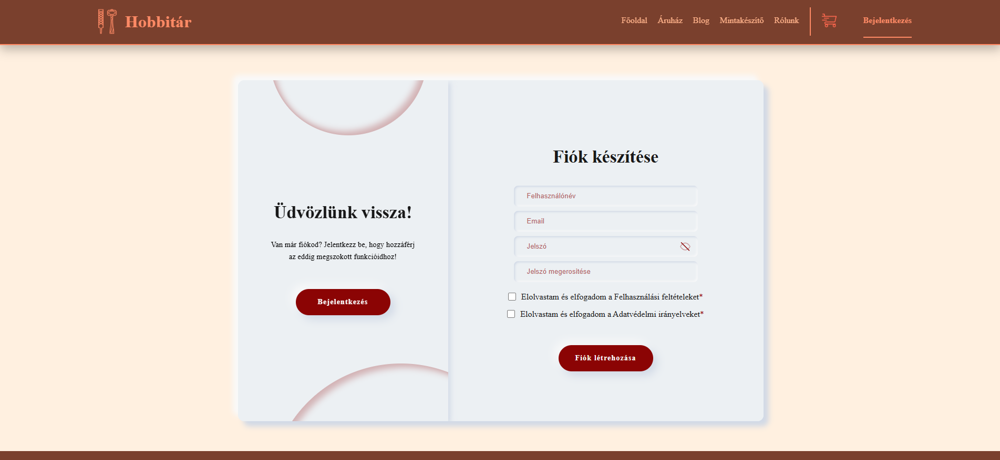 Hobbitár
Főoldal Áruház Blog Mintakészítő Rólunk Bejelentkezés
Üdvözlünk vissza!
Van már fiókod? Jelentkezz be, hogy hozzáférj
az eddig megszokott funkcióidhoz!
Bejelentkezés
Fiók készítése
Felhasználónév
Email
Jelszó
Jelszó megerosítése
Elolvastam és elfogadom a Felhasználási feltételeket*
Elolvastam és elfogadom a Adatvédelmi irányelveket*
Fiók létrehozása